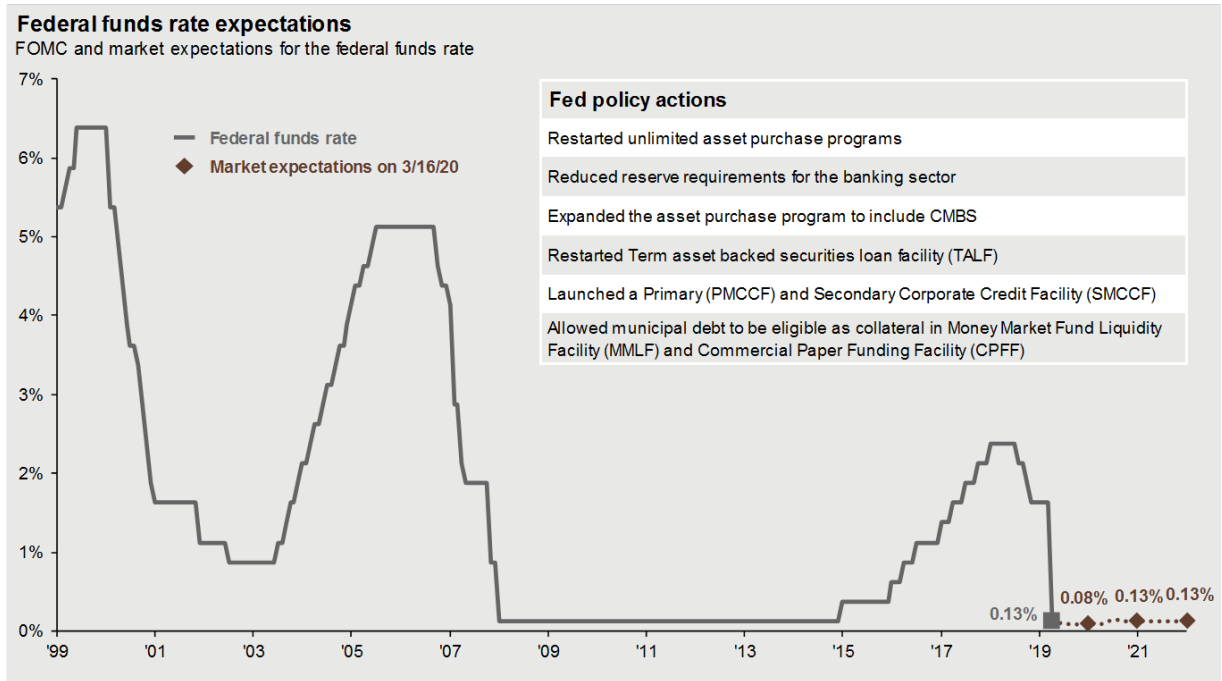 Federal funds rate expectations
FOMC and market expectations for the federal funds rate
7%
6%
5%
4%
3%
2%
1%
0%
Federal funds rate
Market expectations on 3/16/20
Fed policy actions
Restarted unlimited asset purchase programs
Reduced reserve requirements for the banking sector
Expanded the asset purchase program to include CMBS
Restarted Term asset backed securities loan facility (TALF)
Launched a Primary (PMCCF) and Secondary Corporate Credit Facility (SMCCF)
Allowed municipal debt to be eligible as collateral in Money Market Fund Liquidity
Facility (MMLF) and Commercial Paper Funding Facility (CPFF)
0.13% 0.08% 0.13% 0.13%
'99 '01 '03 '05 '07 '09 '11 '13 '15 '17 '19 '21